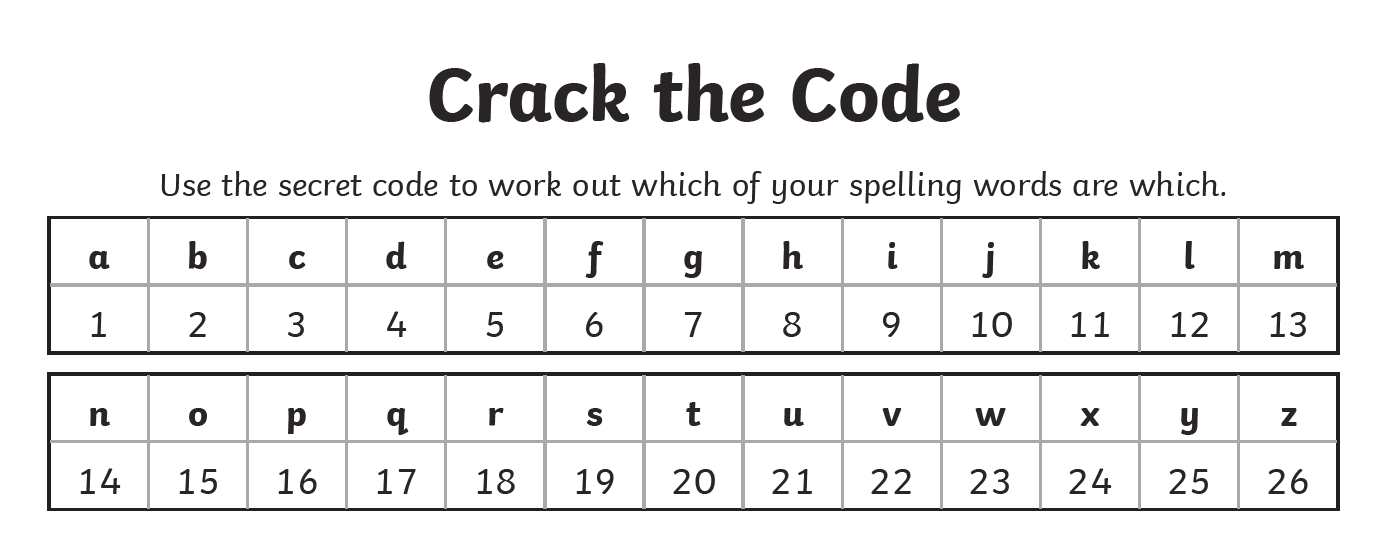 Crack the Code
Use the secret code to work out which of your spelling words are which.
a b c d e f g h i j k l m
1 2 3 4 5 6 7 8 9 10 11 12 13
n o p q r s t u v w x y z
14 15 16 17 18 19 20 21 22 23 24 25 26